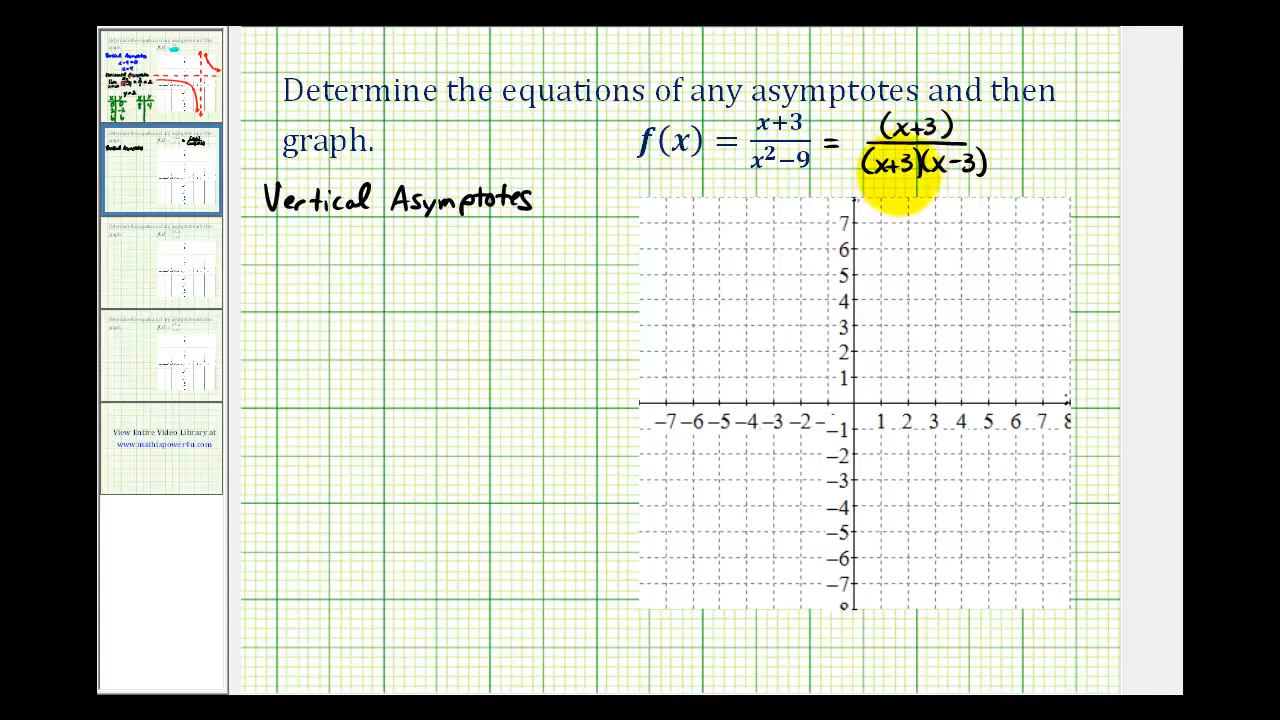 Determine the equations of any asymptotes and then
graph.
f(x) = x+3 / x²−9 = (x+3) / (x+3)(x−3)
Vertical Asymptotes
7
6
5
4
3
2
1
−7 −6 −5 −4 −3 −2 − 1 2 3 4 5 6 7 8
−1
−2
−3
−4
−5
−6
−7
View Entire Video Library at
www.mathispower4u.com